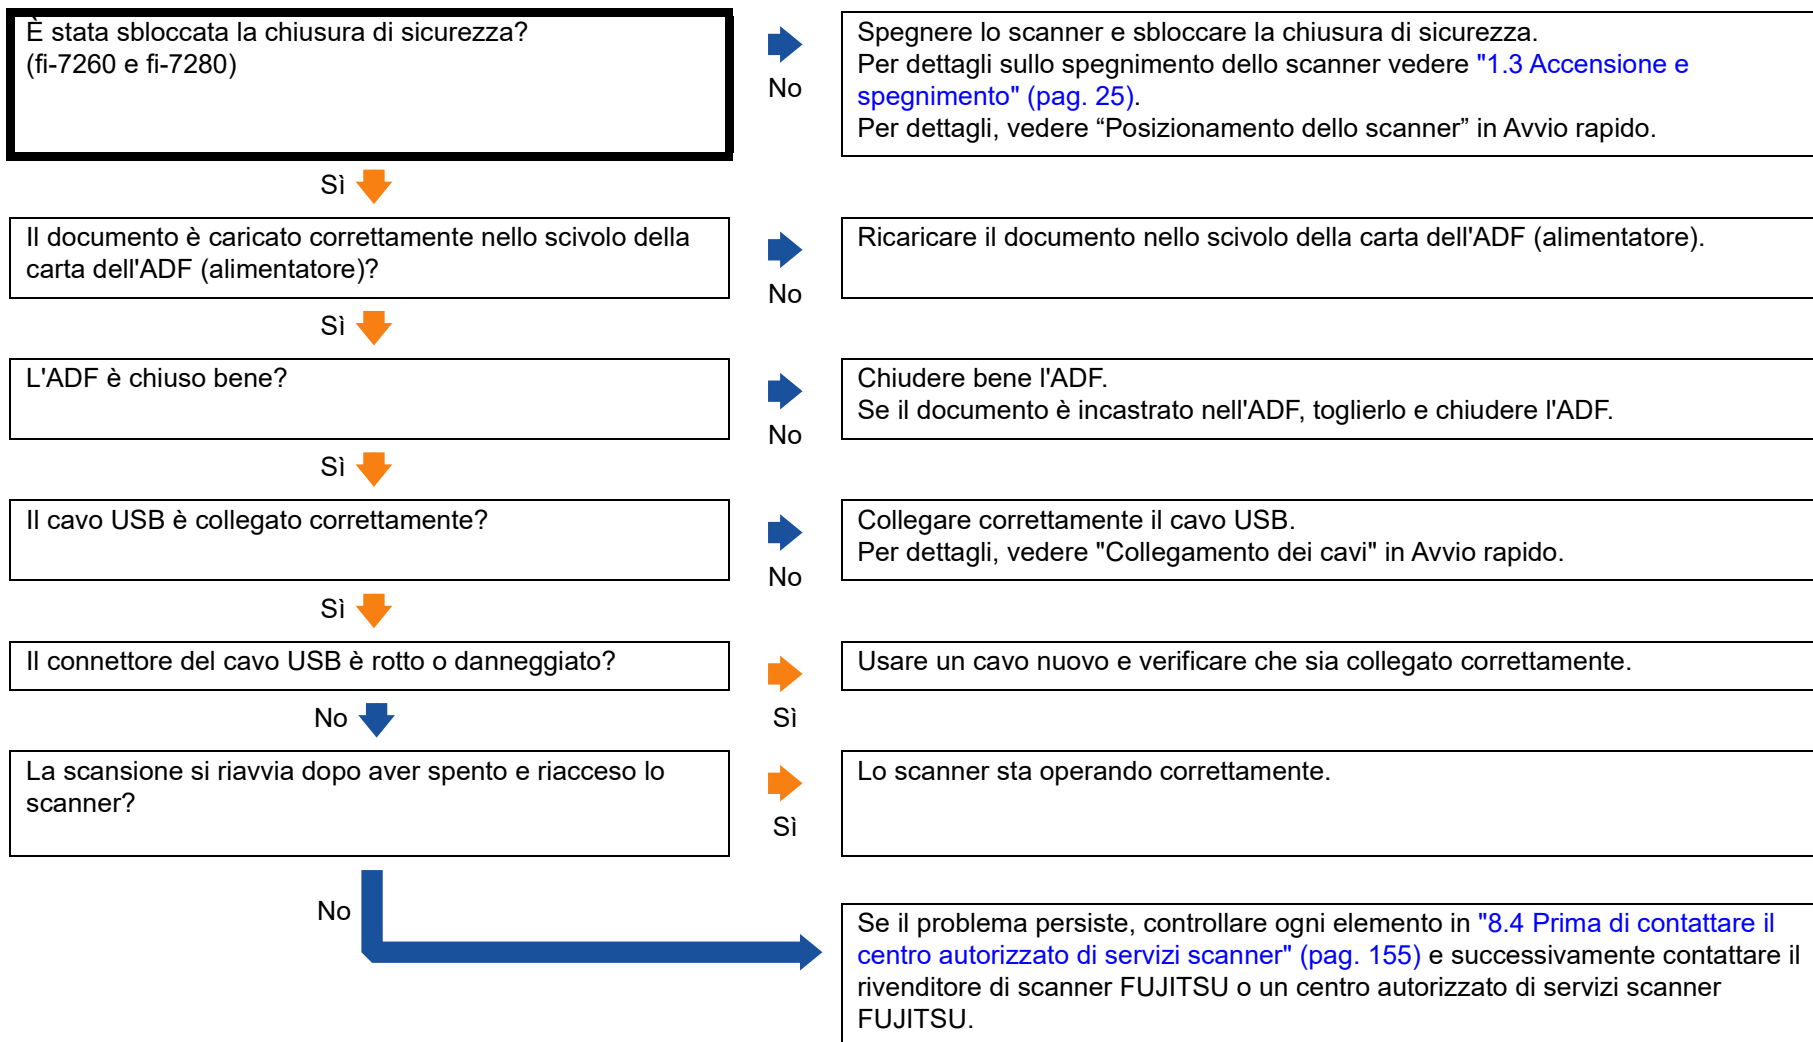 È stata sbloccata la chiusura di sicurezza?
(fi-7260 e fi-7280)
No
Spegnere lo scanner e sbloccare la chiusura di sicurezza.
Per dettagli sullo spegnimento dello scanner vedere "1.3 Accensione e
spegnimento" (pag. 25).
Per dettagli, vedere “Posizionamento dello scanner” in Avvio rapido.
Sì
Il documento è caricato correttamente nello scivolo della
carta dell'ADF (alimentatore)?
No
Ricaricare il documento nello scivolo della carta dell'ADF (alimentatore).
Sì
L'ADF è chiuso bene?
No
Chiudere bene l'ADF.
Se il documento è incastrato nell'ADF, toglierlo e chiudere l'ADF.
Sì
Il cavo USB è collegato correttamente?
No
Collegare correttamente il cavo USB.
Per dettagli, vedere "Collegamento dei cavi" in Avvio rapido.
Sì
Il connettore del cavo USB è rotto o danneggiato?
Sì
Usare un cavo nuovo e verificare che sia collegato correttamente.
No
La scansione si riavvia dopo aver spento e riacceso lo
scanner?
Sì
Lo scanner sta operando correttamente.
No
Se il problema persiste, controllare ogni elemento in "8.4 Prima di contattare il
centro autorizzato di servizi scanner" (pag. 155) e successivamente contattare il
rivenditore di scanner FUJITSU o un centro autorizzato di servizi scanner
FUJITSU.